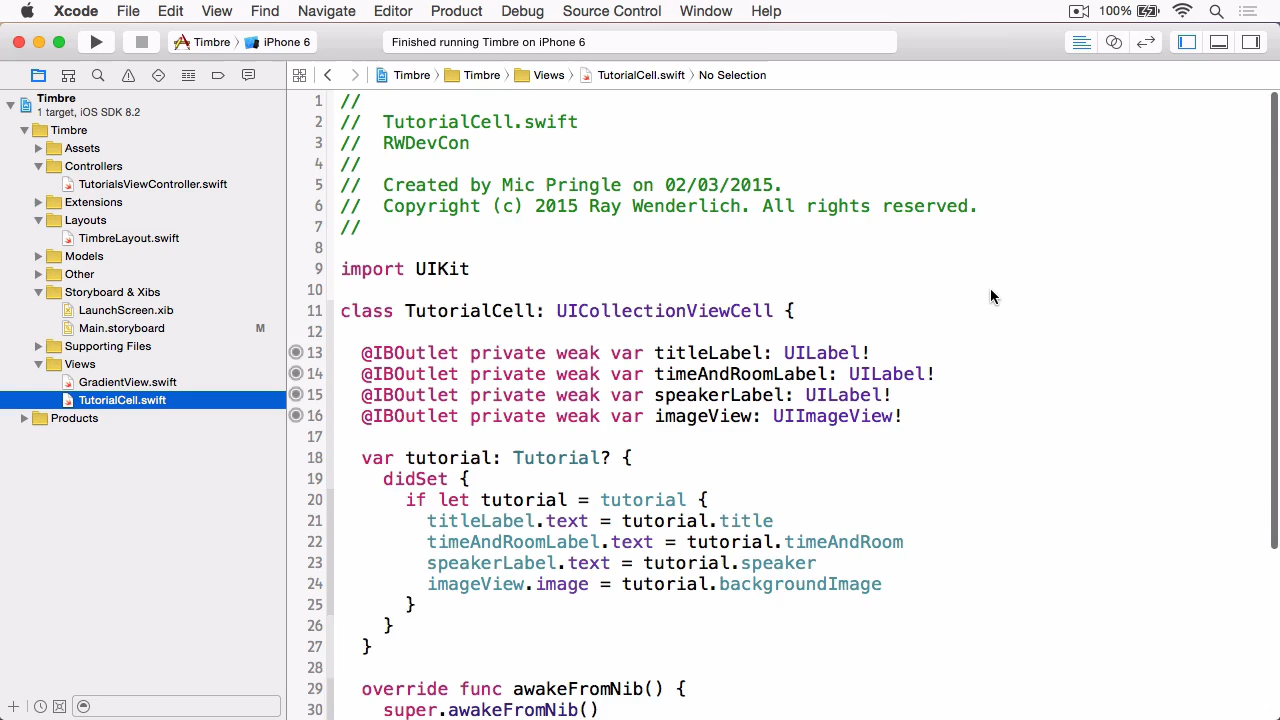 Xcode File Edit View Find Navigate Editor Product Debug Source Control Window Help 100%
Timbre iPhone 6 Finished running Timbre on iPhone 6
Timbre Timbre Views TutorialCell.swift No Selection
Timbre
1 target, iOS SDK 8.2
Timbre
Assets
Controllers
TutorialsViewController.swift
Extensions
Layouts
TimbreLayout.swift
Models
Other
Storyboard & Xibs
LaunchScreen.xib
Main.storyboard M
Supporting Files
Views
GradientView.swift
TutorialCell.swift
Products
1 //
2 //  TutorialCell.swift
3 //  RWDevCon
4 //
5 //  Created by Mic Pringle on 02/03/2015.
6 //  Copyright (c) 2015 Ray Wenderlich. All rights reserved.
7 //
8
9 import UIKit
10
11 class TutorialCell: UICollectionViewCell {
12
13   @IBOutlet private weak var titleLabel: UILabel!
14   @IBOutlet private weak var timeAndRoomLabel: UILabel!
15   @IBOutlet private weak var speakerLabel: UILabel!
16   @IBOutlet private weak var imageView: UIImageView!
17
18   var tutorial: Tutorial? {
19     didSet {
20       if let tutorial = tutorial {
21         titleLabel.text = tutorial.title
22         timeAndRoomLabel.text = tutorial.timeAndRoom
23         speakerLabel.text = tutorial.speaker
24         imageView.image = tutorial.backgroundImage
25       }
26     }
27   }
28
29   override func awakeFromNib() {
30     super.awakeFromNib()